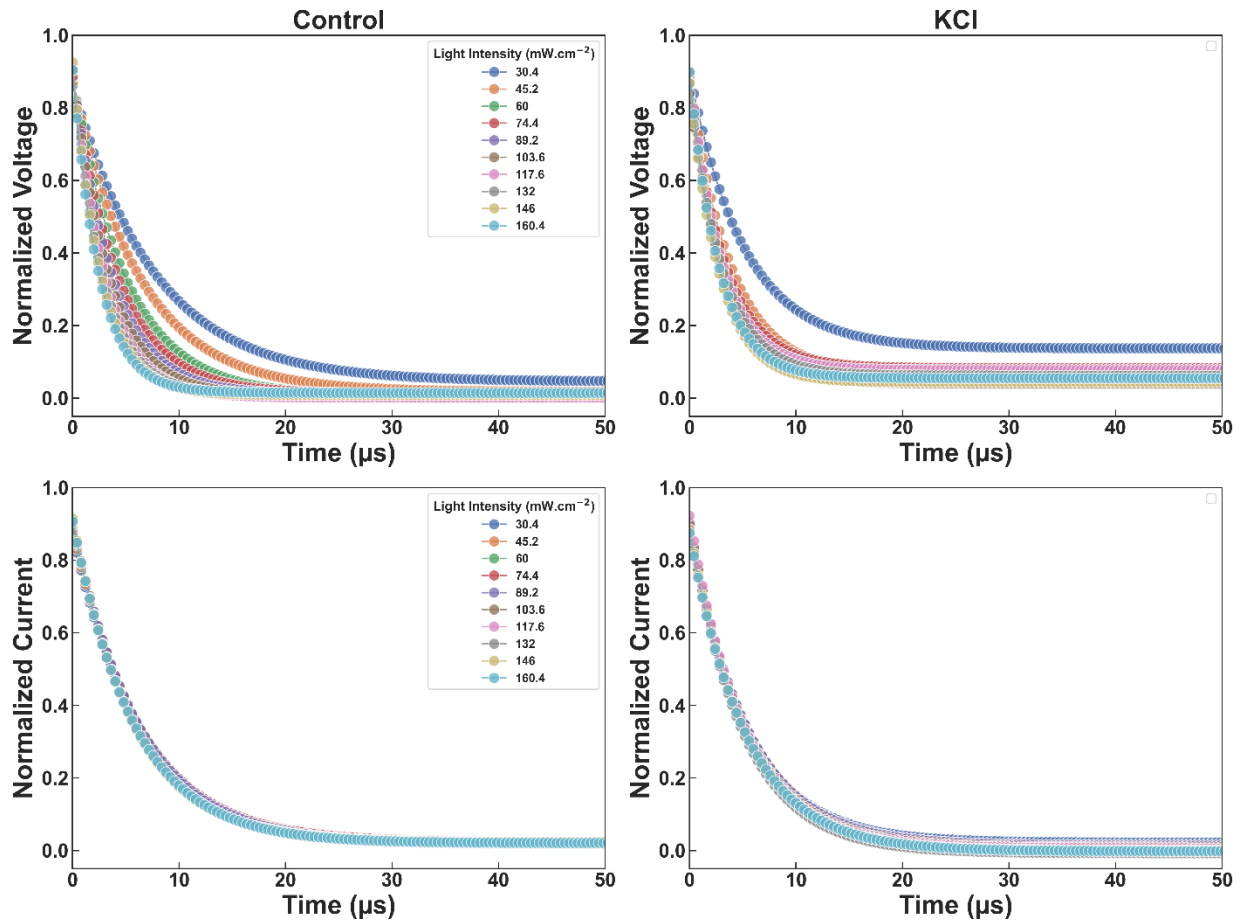 Control
KCl
Normalized Voltage
1.0
0.8
0.6
0.4
0.2
0.0
Light Intensity (mW.cm⁻²)
30.4
45.2
60
74.4
89.2
103.6
117.6
132
146
160.4
0 10 20 30 40 50
Time (µs)
Normalized Voltage
1.0
0.8
0.6
0.4
0.2
0.0
0 10 20 30 40 50
Time (µs)
Normalized Current
1.0
0.8
0.6
0.4
0.2
0.0
Light Intensity (mW.cm⁻²)
30.4
45.2
60
74.4
89.2
103.6
117.6
132
146
160.4
0 10 20 30 40 50
Time (µs)
Normalized Current
1.0
0.8
0.6
0.4
0.2
0.0
0 10 20 30 40 50
Time (µs)